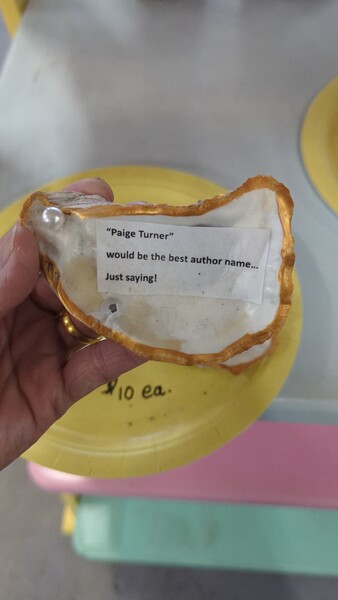 “Paige Turner”
would be the best author name...
Just saying!
$10 ea.